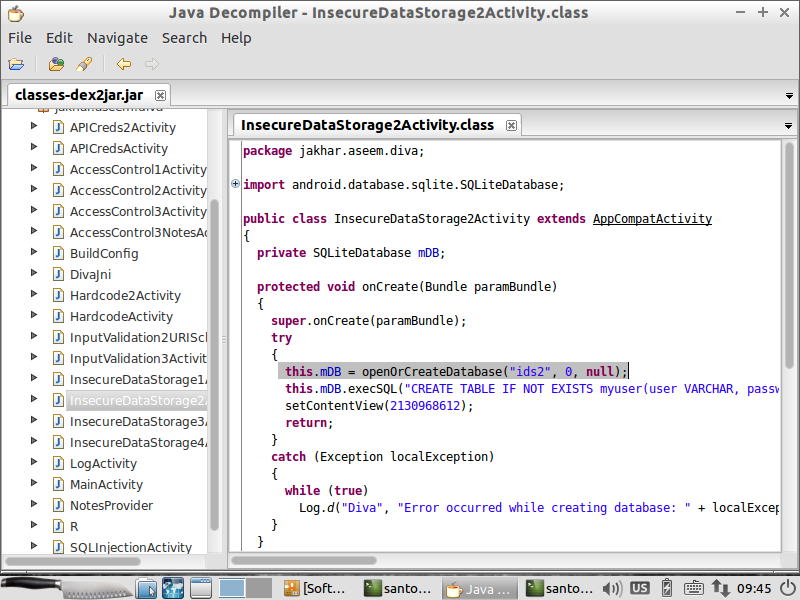 Java Decompiler - InsecureDataStorage2Activity.class
File Edit Navigate Search Help
classes-dex2jar.jar
APICreds2Activity
APICredsActivity
AccessControl1Activity
AccessControl2Activity
AccessControl3Activity
AccessControl3NotesAc
BuildConfig
DivaJni
Hardcode2Activity
HardcodeActivity
InputValidation2URISch
InputValidation3Activit
InsecureDataStorage1A
InsecureDataStorage2A
InsecureDataStorage3A
InsecureDataStorage4A
LogActivity
MainActivity
NotesProvider
R
SQLInjectionActivity
InsecureDataStorage2Activity.class
package jakhar.aseem.diva;
import android.database.sqlite.SQLiteDatabase;
public class InsecureDataStorage2Activity extends AppCompatActivity
{
private SQLiteDatabase mDB;
protected void onCreate(Bundle paramBundle)
{
super.onCreate(paramBundle);
try
{
this.mDB = openOrCreateDatabase("ids2", 0, null);
this.mDB.execSQL("CREATE TABLE IF NOT EXISTS myuser(user VARCHAR, passw
setContentView(2130968612);
return;
}
catch (Exception localException)
{
while (true)
Log.d("Diva", "Error occurred while creating database: " + localExcep
}
}
[Soft...
santo...
Java ...
santo...
US
09:45